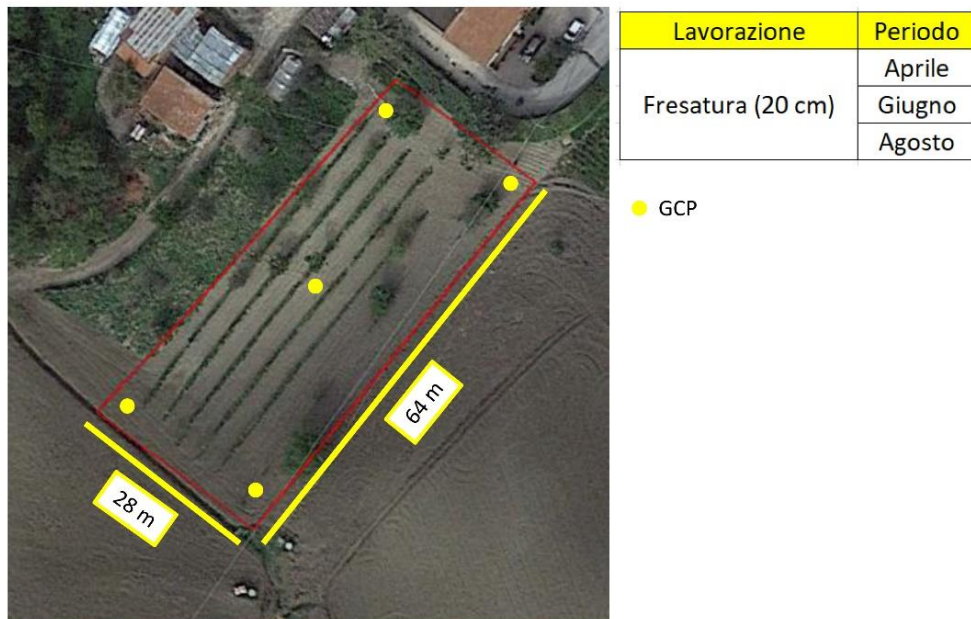 Lavorazione Periodo
Fresatura (20 cm) Aprile
Giugno
Agosto
GCP
64 m
28 m